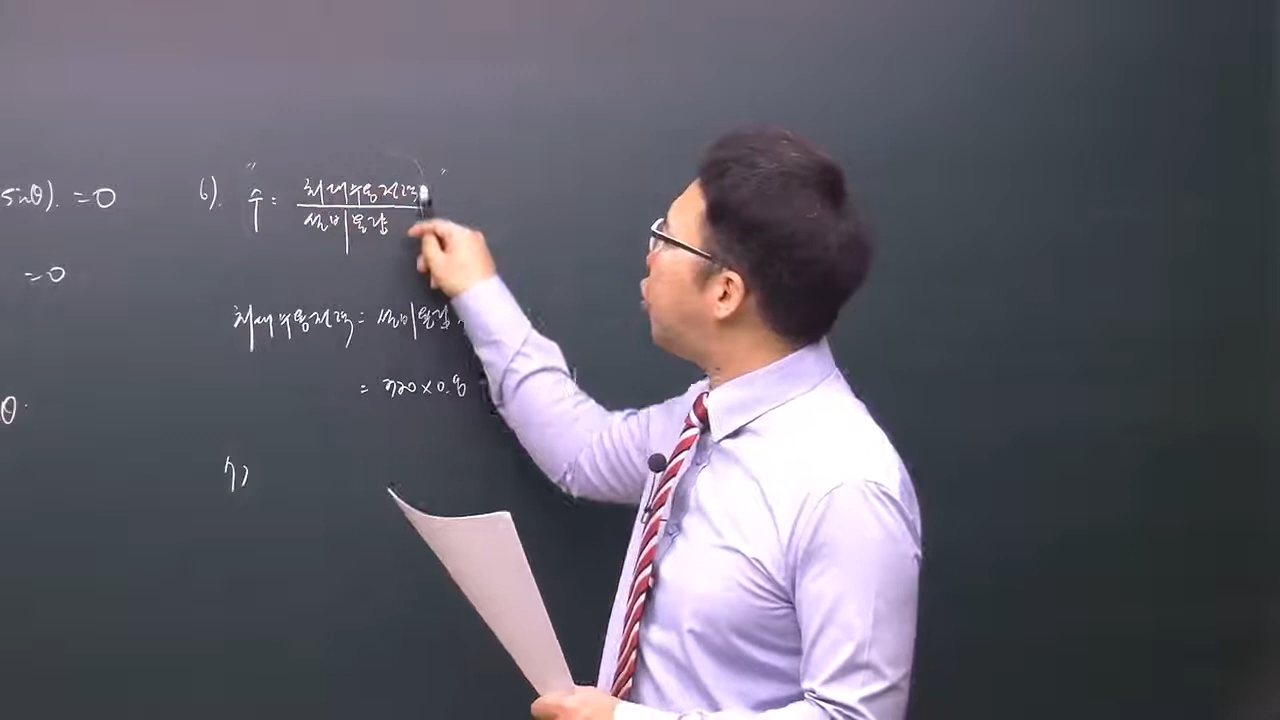 sinθ). =0
=0
θ.
6). " 수 : 최대수용전력 "
설비용량
최대수용전력 = 설비용량
= 720 × 0.8
7)